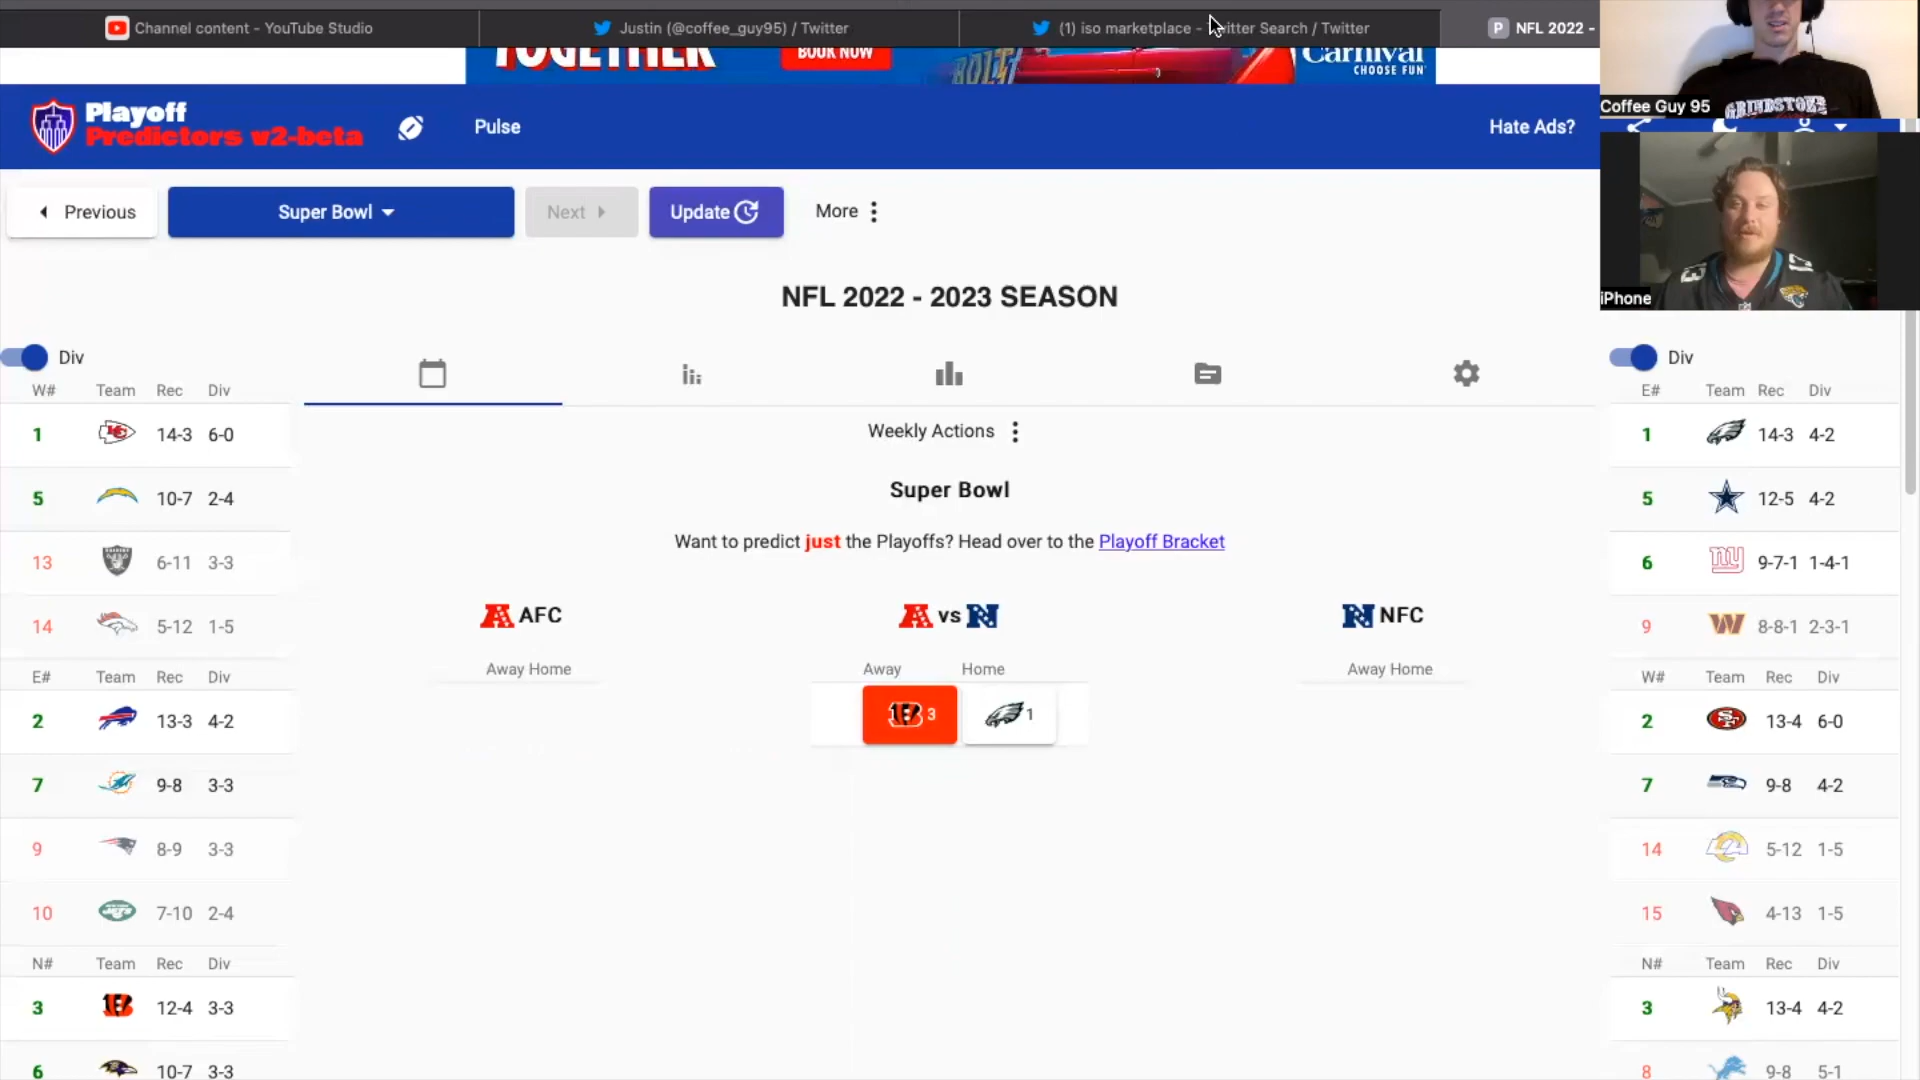 Channel content - YouTube Studio
Justin (@coffee_guy95) / Twitter
(1) iso marketplace - Twitter Search / Twitter
P NFL 2022 -
TOGETHER
BOOK NOW
BOLT
Carnival
CHOOSE FUN
Playoff
Predictors v2-beta
Pulse
Hate Ads?
Coffee Guy 95
GRINDSTONE
iPhone
13
Previous
Super Bowl
Next
Update
More
NFL 2022 - 2023 SEASON
Div
W# Team Rec Div
1 14-3 6-0
5 10-7 2-4
13 RAIDERS 6-11 3-3
14 5-12 1-5
E# Team Rec Div
2 13-3 4-2
7 9-8 3-3
9 8-9 3-3
10 JETS 7-10 2-4
N# Team Rec Div
3 12-4 3-3
6 10-7 3-3
Weekly Actions
Super Bowl
Want to predict just the Playoffs? Head over to the Playoff Bracket
A AFC
A vs N
N NFC
Away Home
Away Home
Away Home
3 1
Div
E# Team Rec Div
1 14-3 4-2
5 12-5 4-2
6 ny 9-7-1 1-4-1
9 W 8-8-1 2-3-1
W# Team Rec Div
2 SF 13-4 6-0
7 9-8 4-2
14 LA 5-12 1-5
15 4-13 1-5
N# Team Rec Div
3 13-4 4-2
8 9-8 5-1